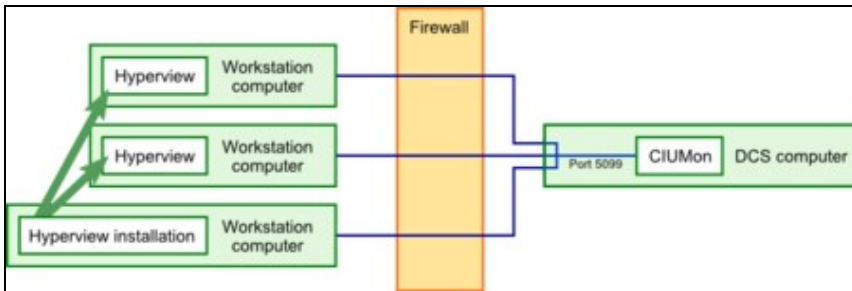 Firewall
Hyperview
Workstation
computer
Hyperview
Workstation
computer
Port 5099
CIUMon
DCS computer
Hyperview installation
Workstation
computer